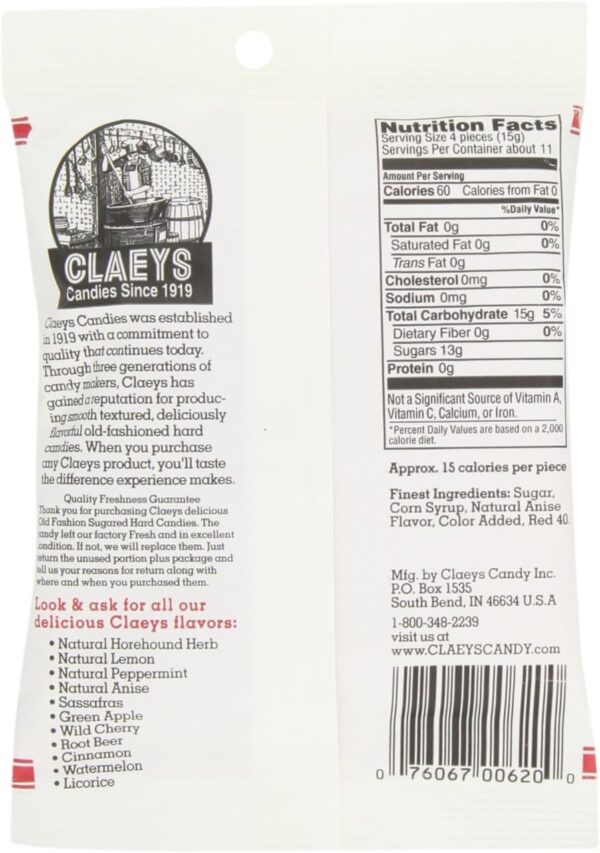 CLAEYS
Candies Since 1919
Claeys Candies was established
in 1919 with a commitment to
quality that continues today.
Through three generations of
candy makers, Claeys has
gained a reputation for produc-
ing smooth textured, deliciously
flavorful old-fashioned hard
candies. When you purchase
any Claeys product, you'll taste
the difference experience makes.
Quality Freshness Guarantee
Thank you for purchasing Claeys delicious
Old Fashion Sugared Hard Candies. The
candy left our factory Fresh and in excellent
condition. If not, we will replace them. Just
return the unused portion plus package and
tell us your reasons for return along with
where and when you purchased them.
Look & ask for all our
delicious Claeys flavors:
• Natural Horehound Herb
• Natural Lemon
• Natural Peppermint
• Natural Anise
• Sassafras
• Green Apple
• Wild Cherry
• Root Beer
• Cinnamon
• Watermelon
• Licorice
Nutrition Facts
Serving Size 4 pieces (15g)
Servings Per Container about 11
Amount Per Serving
Calories 60 Calories from Fat 0
%Daily Value*
Total Fat 0g 0%
Saturated Fat 0g 0%
Trans Fat 0g
Cholesterol 0mg 0%
Sodium 0mg 0%
Total Carbohydrate 15g 5%
Dietary Fiber 0g 0%
Sugars 13g
Protein 0g
Not a Significant Source of Vitamin A,
Vitamin C, Calcium, or Iron.
*Percent Daily Values are based on a 2,000
calorie diet.
Approx. 15 calories per piece
Finest Ingredients: Sugar,
Corn Syrup, Natural Anise
Flavor, Color Added, Red 40.
Mfg. by Claeys Candy Inc.
P.O. Box 1535
South Bend, IN 46634 U.S.A
1-800-348-2239
visit us at
www.CLAEYSCANDY.com
0 76067 00620 0